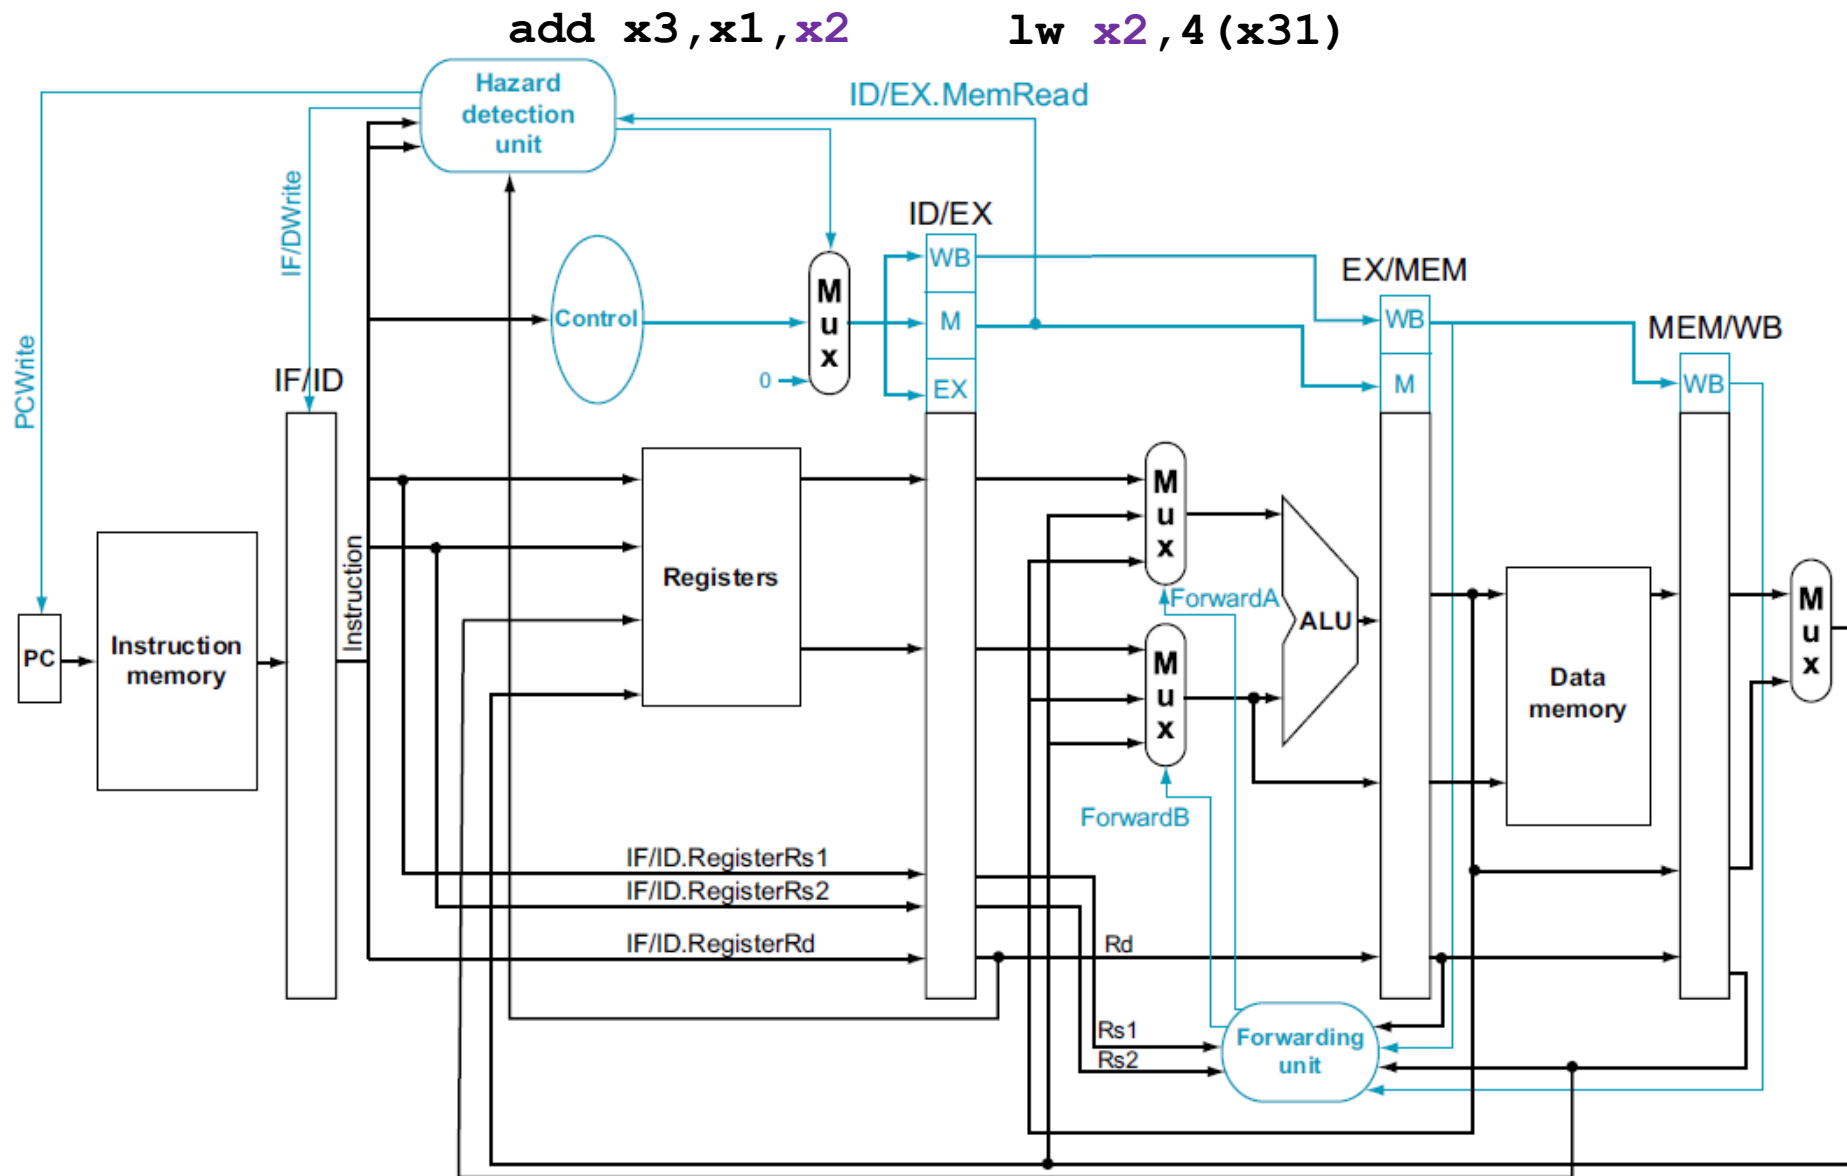 add x3,x1,x2
lw x2,4(x31)
Hazard
detection
unit
ID/EX.MemRead
IF/DWrite
PCWrite
ID/EX
WB
M
EX
EX/MEM
WB
M
MEM/WB
WB
Control
M
u
x
0
IF/ID
Instruction
PC
Instruction
memory
Registers
M
u
x
ForwardA
M
u
x
ForwardB
ALU
Data
memory
M
u
x
IF/ID.RegisterRs1
IF/ID.RegisterRs2
IF/ID.RegisterRd
Rd
Rs1
Rs2
Forwarding
unit